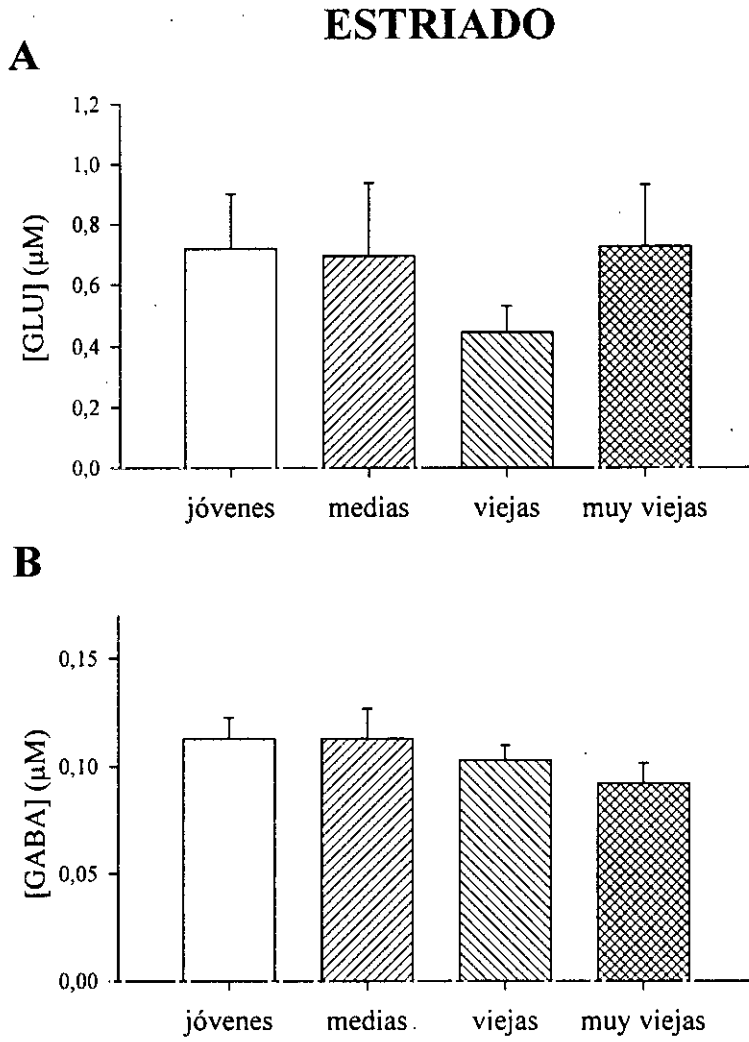 ESTRIADO
A
1,2
1,0
0,8
0,6
0,4
0,2
0,0
[GLU] (µM)
jóvenes medias viejas muy viejas
B
0,15
0,10
0,05
0,00
[GABA] (µM)
jóvenes medias viejas muy viejas